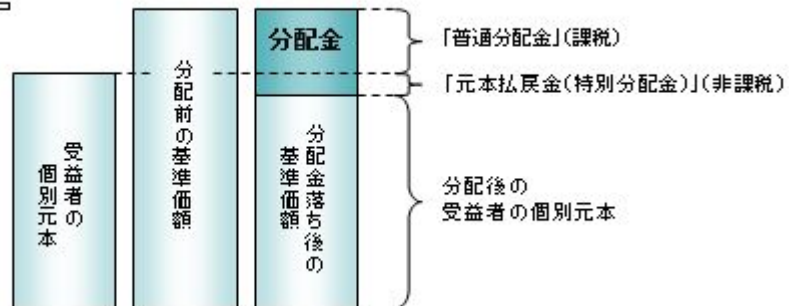 受益者の
個別元本
分配前の基準価額
分配金
分配金落ち後の
基準価額
「普通分配金」(課税)
「元本払戻金(特別分配金)」(非課税)
分配後の
受益者の個別元本